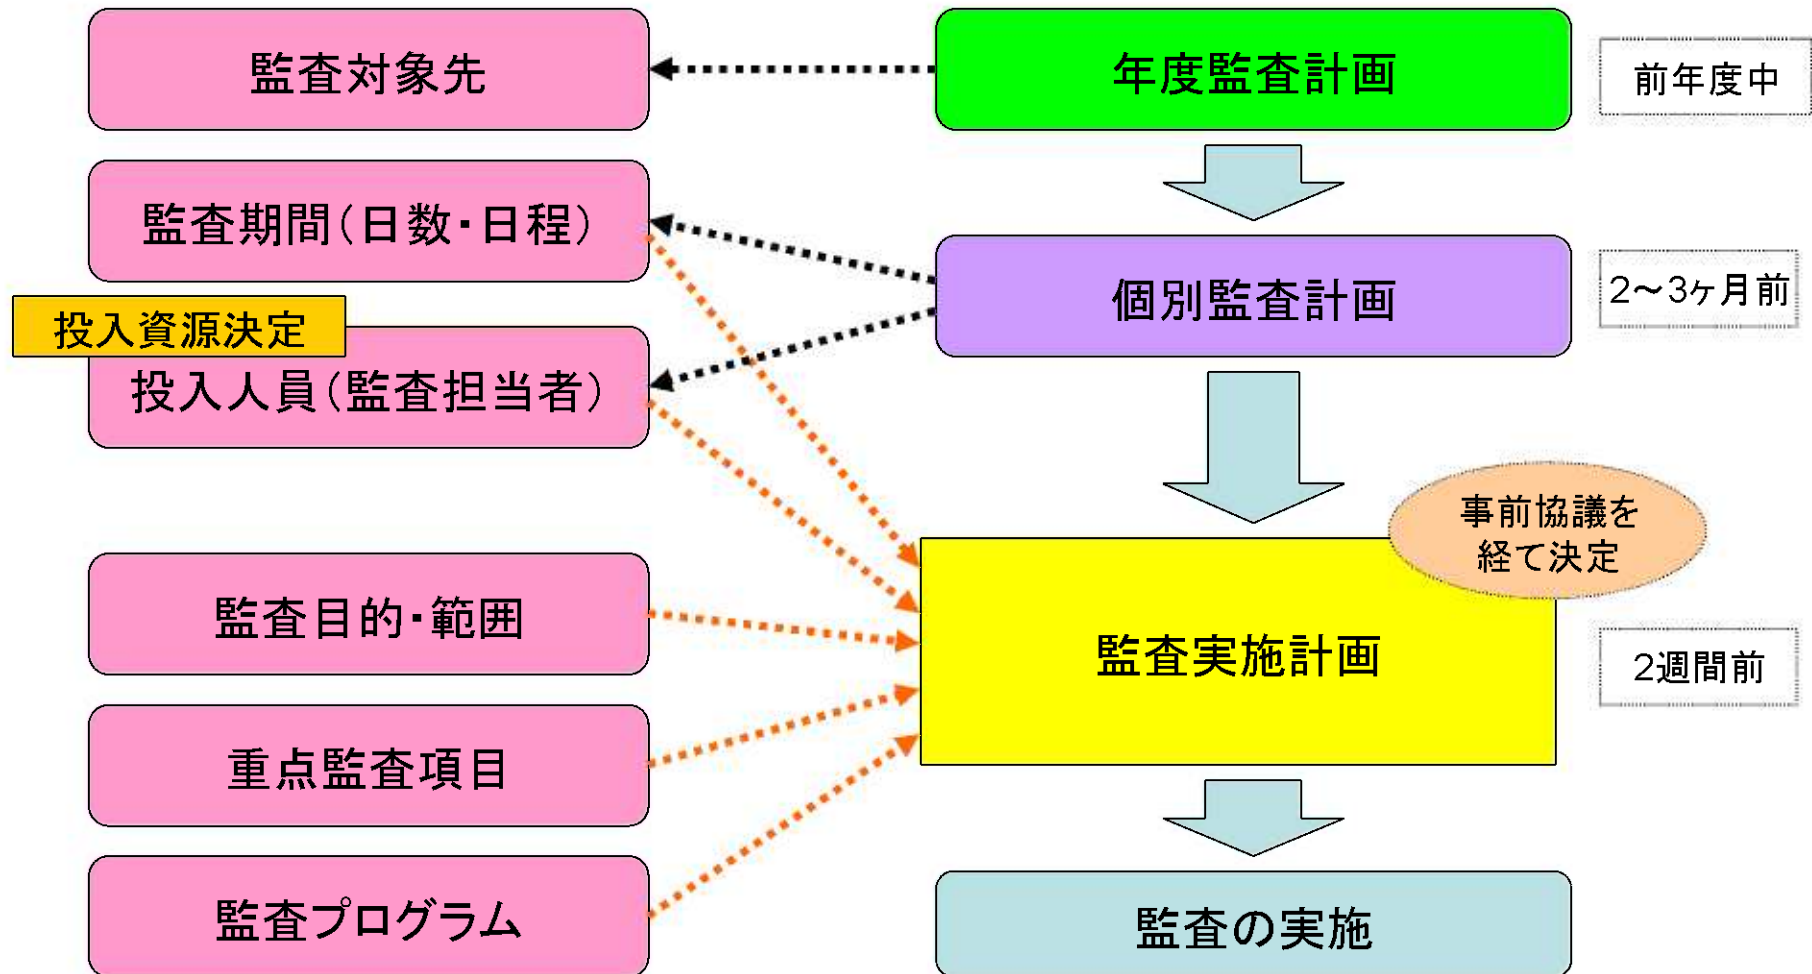 監査対象先
年度監査計画
前年度中
監査期間(日数・日程)
個別監査計画
2～3ヶ月前
投入資源決定
投入人員(監査担当者)
事前協議を
経て決定
監査目的・範囲
監査実施計画
2週間前
重点監査項目
監査プログラム
監査の実施